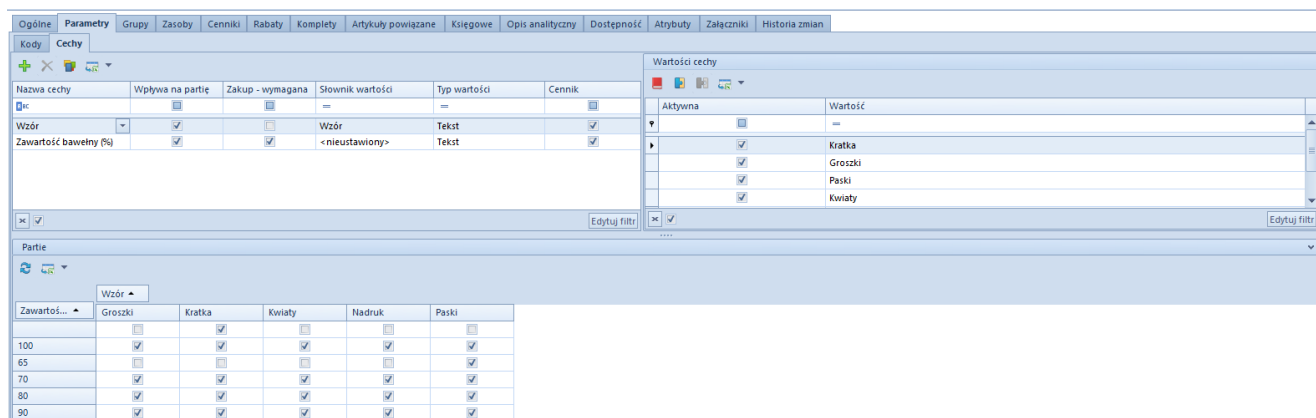 Ogólne Parametry Grupy Zasoby Cenniki Rabaty Komplety Artykuły powiązane Księgowe Opis analityczny Dostępność Atrybuty Załączniki Historia zmian
Kody Cechy
Nazwa cechy Wpływa na partię Zakup - wymagana Słownik wartości Typ wartości Cennik
= =
Wzór Wzór Tekst
Zawartość bawełny (%) <nieustawiony> Tekst
Edytuj filtr
Wartości cechy
Aktywna Wartość
=
Kratka
Groszki
Paski
Kwiaty
Edytuj filtr
Partie
Wzór
Zawartoś... Groszki Kratka Kwiaty Nadruk Paski
100
65
70
80
90